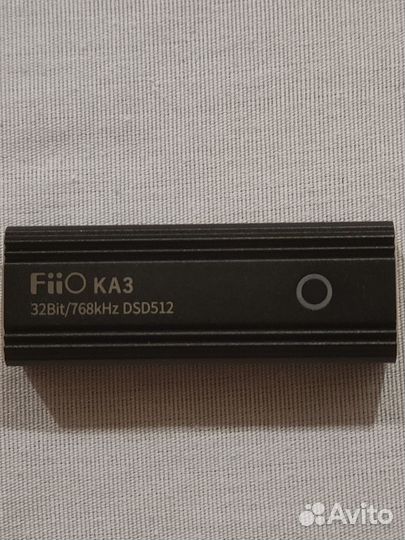 FiiO KA3
32Bit/768kHz DSD512
Avito